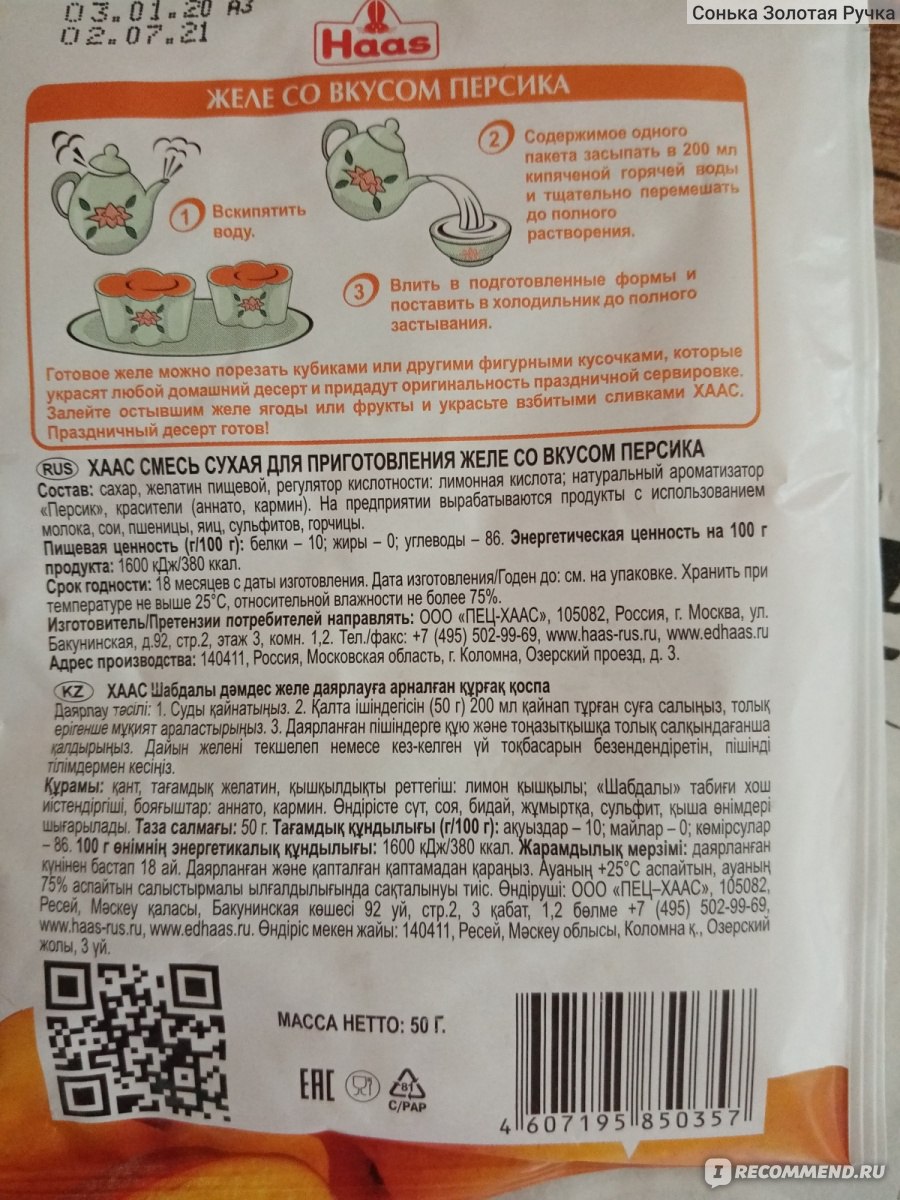 Сонька Золотая Ручка
03.01.20 A3
02.07.21
Haas
ЖЕЛЕ СО ВКУСОМ ПЕРСИКА
1 Вскипятить
воду.
2 Содержимое одного
пакета засыпать в 200 мл
кипяченой горячей воды
и тщательно перемешать
до полного
растворения.
3 Влить в подготовленные формы и
поставить в холодильник до полного
застывания.
Готовое желе можно порезать кубиками или другими фигурными кусочками, которые
украсят любой домашний десерт и придадут оригинальность праздничной сервировке.
Залейте остывшим желе ягоды или фрукты и украсьте взбитыми сливками ХААС.
Праздничный десерт готов!
RUS ХААС СМЕСЬ СУХАЯ ДЛЯ ПРИГОТОВЛЕНИЯ ЖЕЛЕ СО ВКУСОМ ПЕРСИКА
Состав: сахар, желатин пищевой, регулятор кислотности: лимонная кислота; натуральный ароматизатор
«Персик», красители (аннато, кармин). На предприятии вырабатываются продукты с использованием
молока, сои, пшеницы, яиц, сульфитов, горчицы.
Пищевая ценность (г/100 г): белки – 10; жиры – 0; углеводы – 86. Энергетическая ценность на 100 г
продукта: 1600 кДж/380 ккал.
Срок годности: 18 месяцев с даты изготовления. Дата изготовления/Годен до: см. на упаковке. Хранить при
температуре не выше 25°С, относительной влажности не более 75%.
Изготовитель/Претензии потребителей направлять: ООО «ПЕЦ-ХААС», 105082, Россия, г. Москва, ул.
Бакунинская, д.92, стр.2, этаж 3, комн. 1,2. Тел./факс: +7 (495) 502-99-69, www.haas-rus.ru, www.edhaas.ru
Адрес производства: 140411, Россия, Московская область, г. Коломна, Озерский проезд, д. 3.
KZ ХААС Шабдалы дәмдес желе даярлауға арналған құрғақ қоспа
Даярлау тәсілі: 1. Суды қайнатыңыз. 2. Қалта ішіндегісін (50 г) 200 мл қайнап тұрған суға салыңыз, толық
ерігенше мұқият араластырыңыз. 3. Даярланған пішіндерге құю және тоңазытқышқа толық салқындағанша
қалдырыңыз. Дайын желені текшелеп немесе кез-келген үй тоқбасарын безендендіретін, пішінді
тілімдермен кесіңіз.
Құрамы: қант, тағамдық желатин, қышқылдықты реттегіш: лимон қышқылы; «Шабдалы» табиғи хош
иістендіргіші, бояғыштар: аннато, кармин. Өндірісте сүт, соя, бидай, жұмыртқа, сульфит, қыша өнімдері
шығарылады. Таза салмағы: 50 г. Тағамдық құндылығы (г/100 г): ақуыздар – 10; майлар – 0; көмірсулар
– 86. 100 г өнімнің энергетикалық құндылығы: 1600 кДж/380 ккал. Жарамдылық мерзімі: даярланған
күнінен бастап 18 ай. Даярланған және қапталған қаптамадан қараңыз. Ауаның +25°С аспайтын, ауаның
75% аспайтын салыстырмалы ылғалдылығында сақталуы тиіс. Өндіруші: ООО «ПЕЦ–ХААС», 105082,
Ресей, Мәскеу қаласы, Бакунинская көшесі 92 уй, стр.2, 3 қабат, 1,2 бөлме +7 (495) 502-99-69,
www.haas-rus.ru, www.edhaas.ru. Өндіріс мекен жайы: 140411, Ресей, Мәскеу облысы, Коломна қ., Озерский
жолы, 3 үй.
МАССА НЕТТО: 50 Г.
EAC
81
C/PAP
4 607195 850357
I RECOMMEND.RU